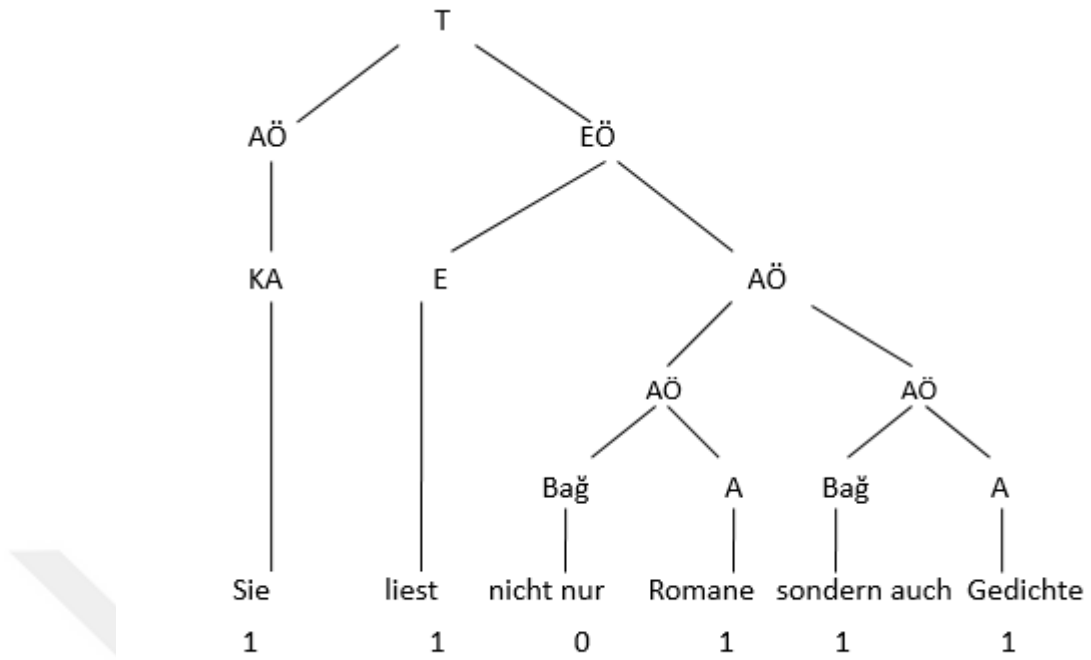 T
AÖ EÖ
KA E AÖ
AÖ AÖ
Bağ A Bağ A
Sie liest nicht nur Romane sondern auch Gedichte
1 1 0 1 1 1